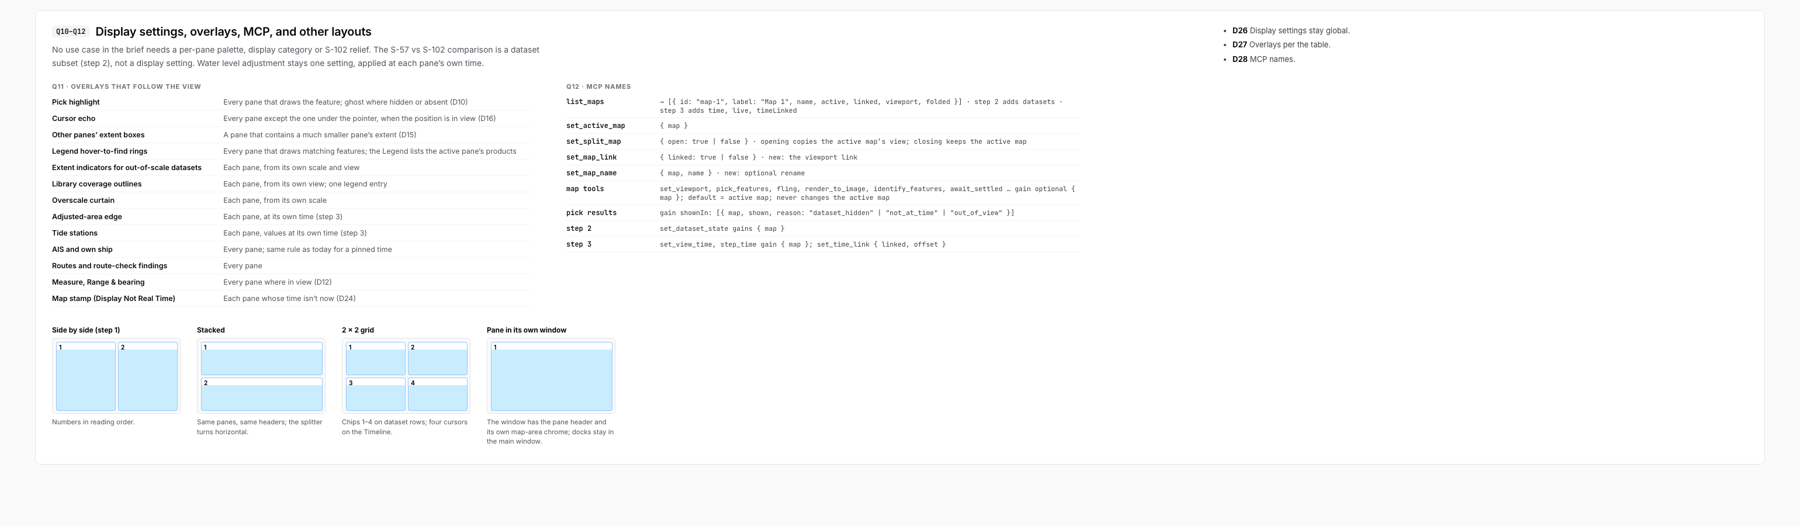 Q10–Q12 Display settings, overlays, MCP, and other layouts
No use case in the brief needs a per-pane palette, display category or S-102 relief. The S-57 vs S-102 comparison is a dataset
subset (step 2), not a display setting. Water level adjustment stays one setting, applied at each pane's own time.
Q11 · OVERLAYS THAT FOLLOW THE VIEW
Pick highlight Every pane that draws the feature; ghost where hidden or absent (D10)
Cursor echo Every pane except the one under the pointer, when the position is in view (D16)
Other panes' extent boxes A pane that contains a much smaller pane's extent (D15)
Legend hover-to-find rings Every pane that draws matching features; the Legend lists the active pane's products
Extent indicators for out-of-scale datasets Each pane, from its own scale and view
Library coverage outlines Each pane, from its own view; one legend entry
Overscale curtain Each pane, from its own scale
Adjusted-area edge Each pane, at its own time (step 3)
Tide stations Each pane, values at its own time (step 3)
AIS and own ship Every pane; same rule as today for a pinned time
Routes and route-check findings Every pane
Measure, Range & bearing Every pane where in view (D12)
Map stamp (Display Not Real Time) Each pane whose time isn't now (D24)
Q12 · MCP NAMES
list_maps → [{ id: "map-1", label: "Map 1", name, active, linked, viewport, folded }] · step 2 adds datasets ·
step 3 adds time, live, timeLinked
set_active_map { map }
set_split_map { open: true | false } · opening copies the active map's view; closing keeps the active map
set_map_link { linked: true | false } · new: the viewport link
set_map_name { map, name } · new: optional rename
map tools set_viewport, pick_features, fling, render_to_image, identify_features, await_settled … gain optional {
map }; default = active map; never changes the active map
pick results gain shownIn: [{ map, shown, reason: "dataset_hidden" | "not_at_time" | "out_of_view" }]
step 2 set_dataset_state gains { map }
step 3 set_view_time, step_time gain { map }; set_time_link { linked, offset }
• D26 Display settings stay global.
• D27 Overlays per the table.
• D28 MCP names.
Side by side (step 1)
1 2
Numbers in reading order.
Stacked
1
2
Same panes, same headers; the splitter
turns horizontal.
2 × 2 grid
1 2
3 4
Chips 1–4 on dataset rows; four cursors
on the Timeline.
Pane in its own window
1
The window has the pane header and
its own map-area chrome; docks stay in
the main window.